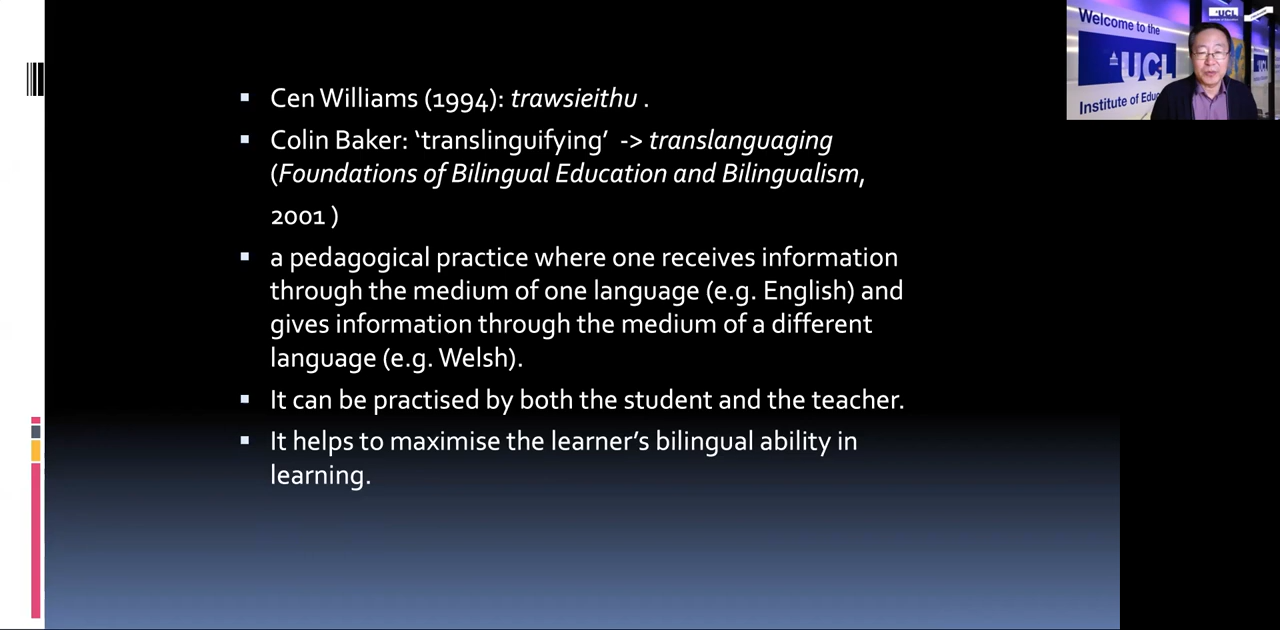 Cen Williams (1994): trawsieithu .
Colin Baker: ‘translinguifying’ -> translanguaging
(Foundations of Bilingual Education and Bilingualism,
2001 )
a pedagogical practice where one receives information
through the medium of one language (e.g. English) and
gives information through the medium of a different
language (e.g. Welsh).
It can be practised by both the student and the teacher.
It helps to maximise the learner’s bilingual ability in
learning.
Welcome to the
UCL
Institute of
UCL
UCL